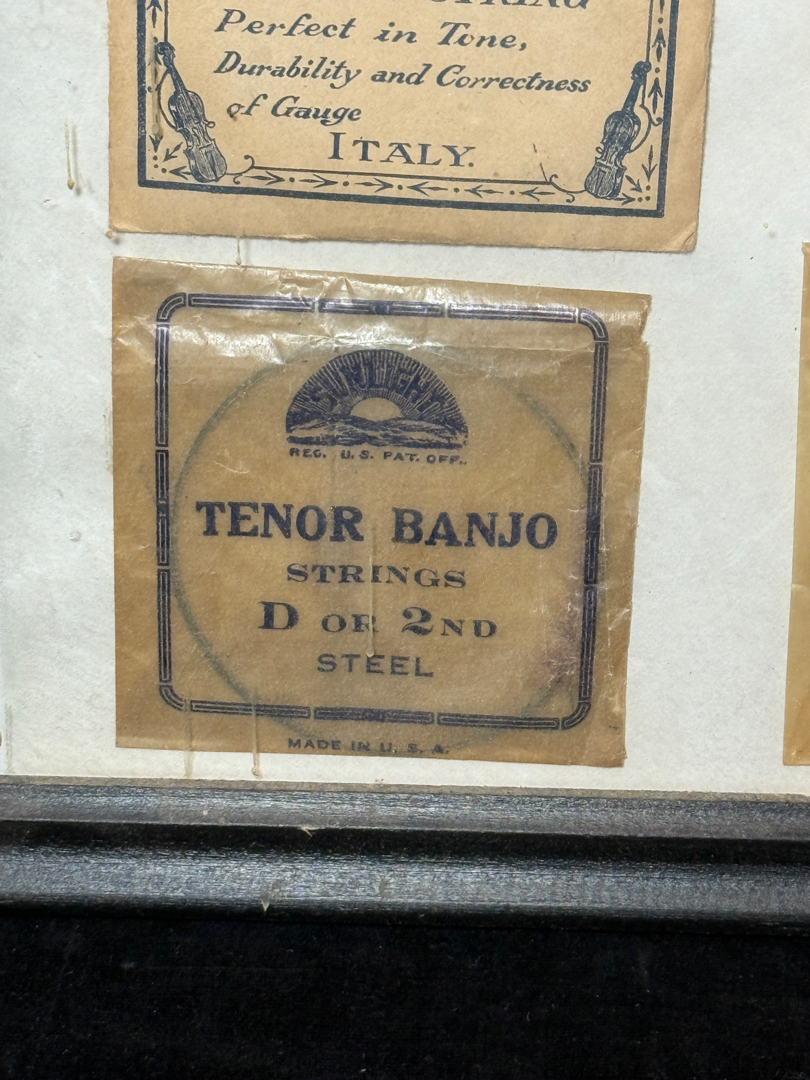 Perfect in Tone,
Durability and Correctness
of Gauge
ITALY.
SUNLIGHT
REG. U.S. PAT. OFF.
TENOR BANJO
STRINGS
D OR 2ND
STEEL
MADE IN U. S. A.